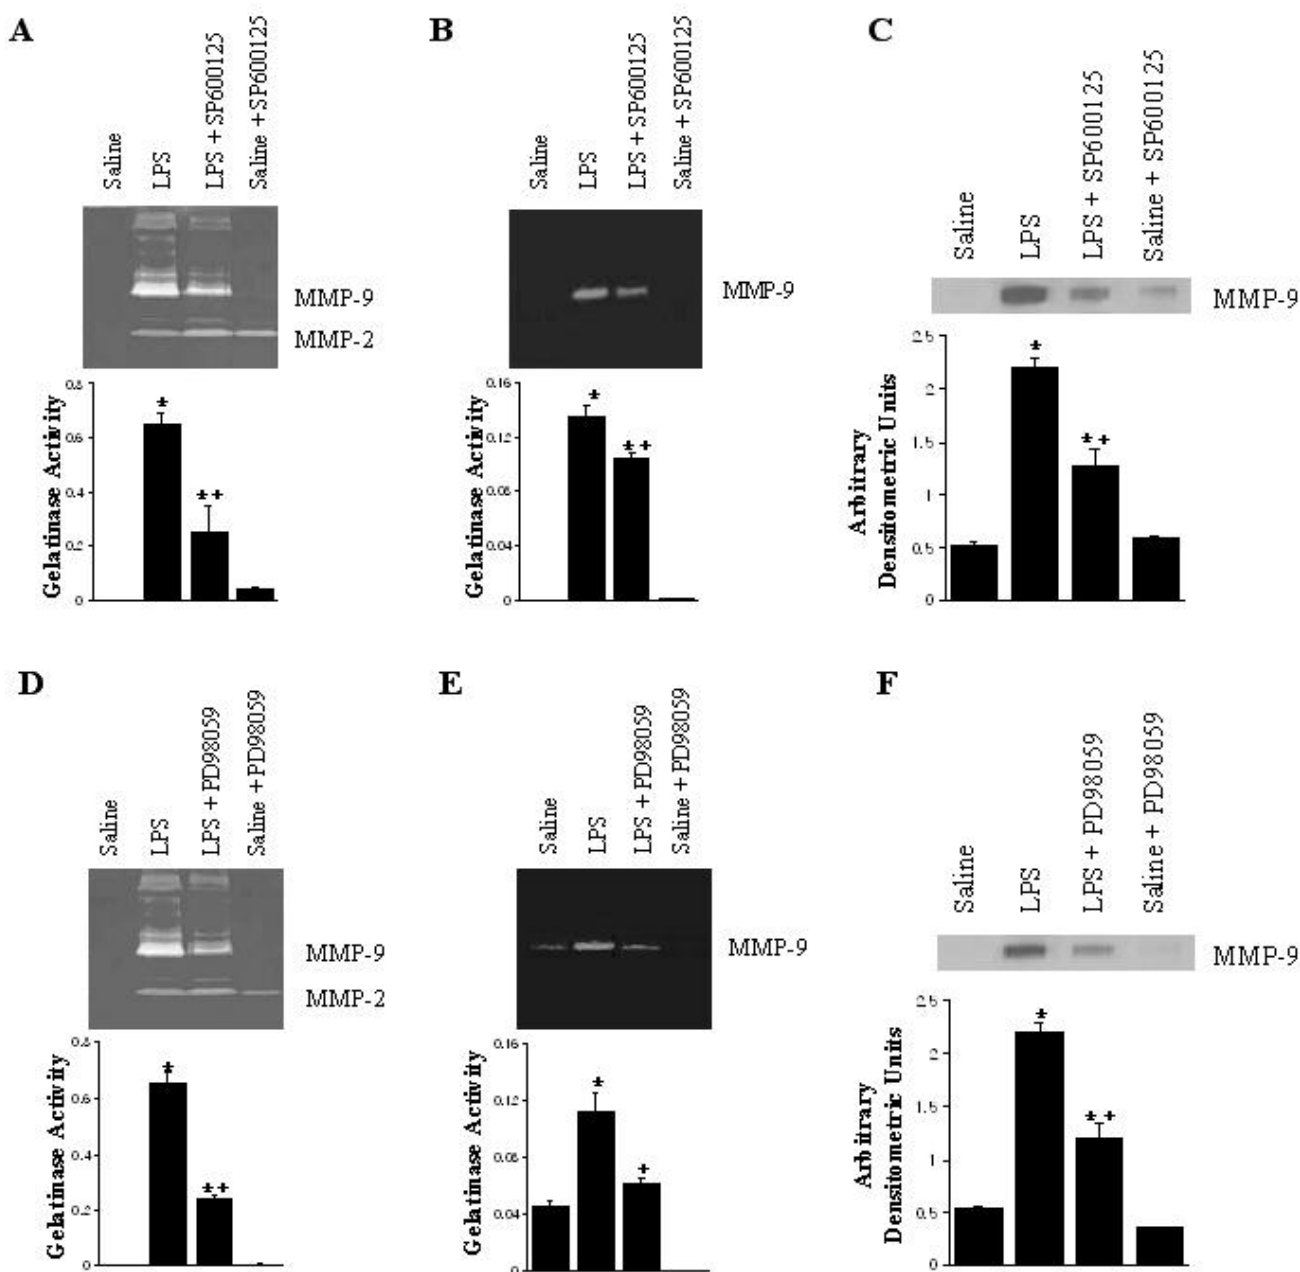 A
Saline
LPS
LPS + SP600125
Saline + SP600125
MMP-9
MMP-2
Gelatinase Activity
0.8
0.6
0.4
0.2
0
*
**
B
Saline
LPS
LPS + SP600125
Saline + SP600125
MMP-9
Gelatinase Activity
0.16
0.12
0.08
0.04
0
*
**
C
Saline
LPS
LPS + SP600125
Saline + SP600125
MMP-9
Arbitrary
Densitometric Units
2.5
2
1.5
1
0.5
0
*
**
D
Saline
LPS
LPS + PD98059
Saline + PD98059
MMP-9
MMP-2
Gelatinase Activity
0.8
0.6
0.4
0.2
0
*
**
E
Saline
LPS
LPS + PD98059
Saline + PD98059
MMP-9
Gelatinase Activity
0.16
0.12
0.08
0.04
0
*
+
F
Saline
LPS
LPS + PD98059
Saline + PD98059
MMP-9
Arbitrary
Densitometric Units
2.5
2
1.5
1
0.5
0
*
**